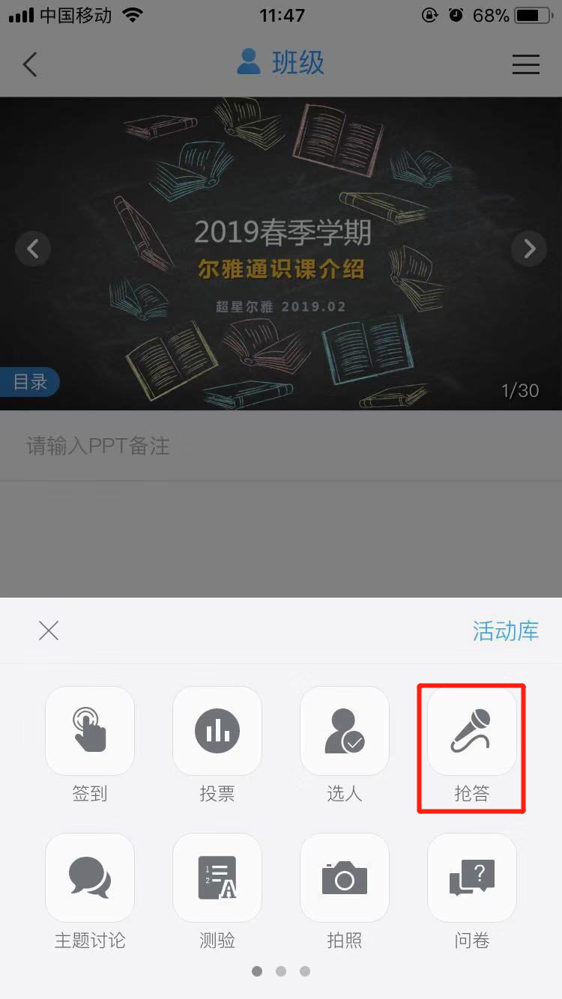 中国移动 11:47 68%
班级
2019春季学期
尔雅通识课介绍
超星尔雅 2019.02
目录
1/30
请输入PPT备注
活动库
签到 投票 选人 抢答
主题讨论 测验 拍照 问卷